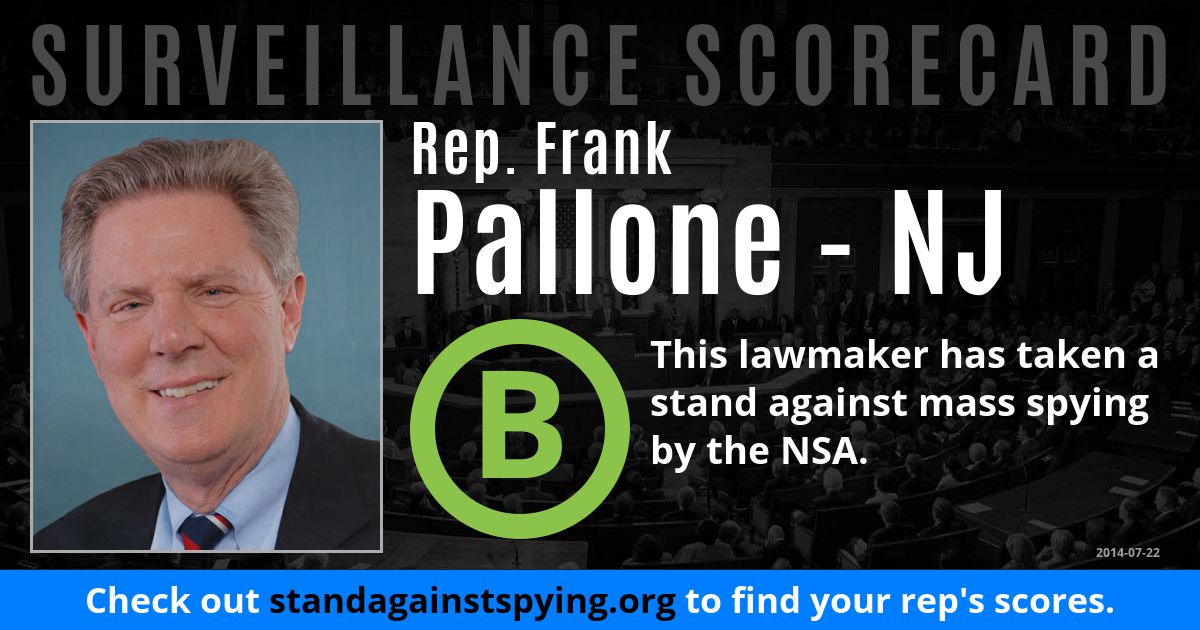 SURVEILLANCE SCORECARD
Rep. Frank
Pallone - NJ
B
This lawmaker has taken a
stand against mass spying
by the NSA.
2014-07-22
Check out standagainstspying.org to find your rep's scores.